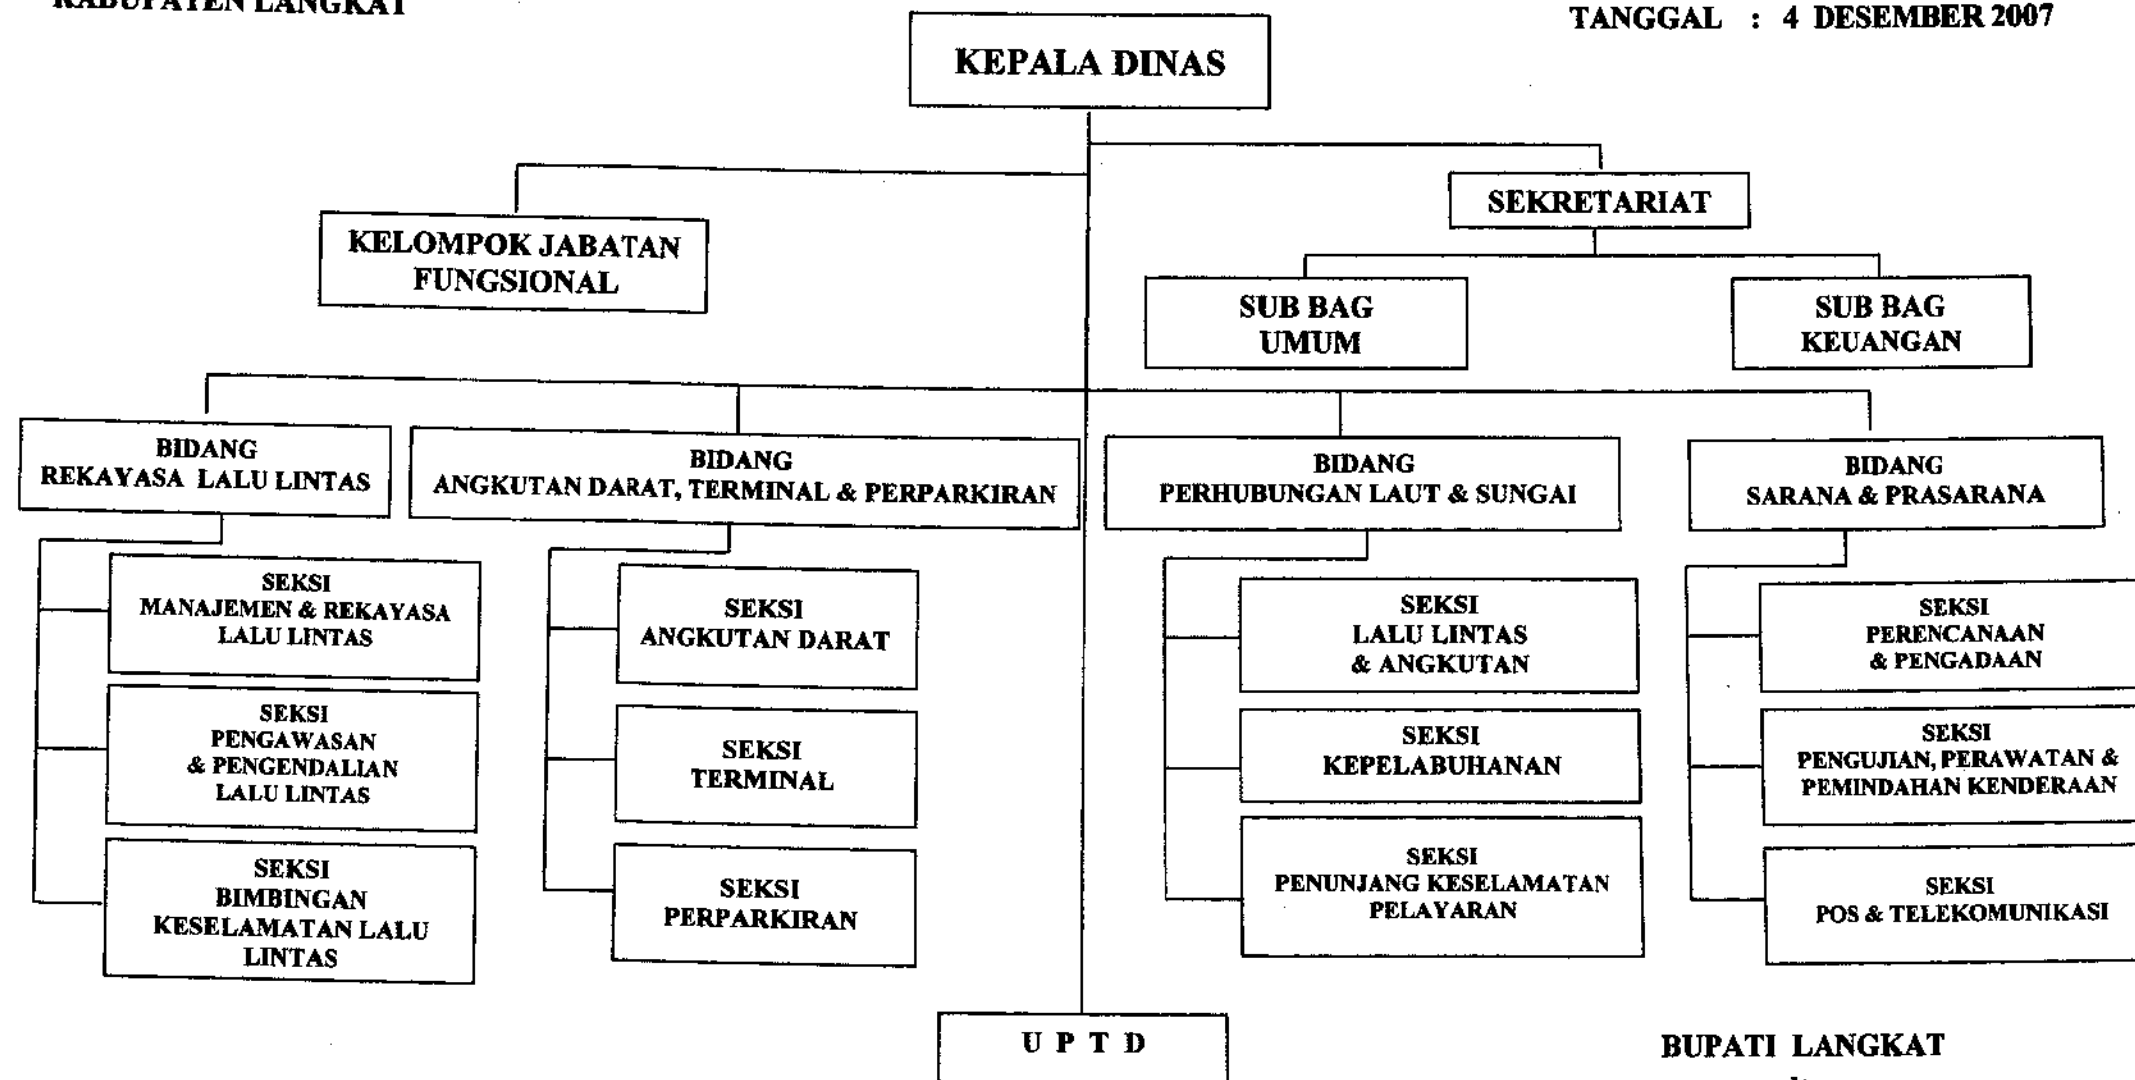 KABUPATEN LANGKAT
TANGGAL : 4 DESEMBER 2007
KEPALA DINAS
SEKRETARIAT
KELOMPOK JABATAN
FUNGSIONAL
SUB BAG
UMUM
SUB BAG
KEUANGAN
BIDANG
REKAYASA LALU LINTAS
BIDANG
ANGKUTAN DARAT, TERMINAL & PERPARKIRAN
BIDANG
PERHUBUNGAN LAUT & SUNGAI
BIDANG
SARANA & PRASARANA
SEKSI
MANAJEMEN & REKAYASA
LALU LINTAS
SEKSI
PENGAWASAN
& PENGENDALIAN
LALU LINTAS
SEKSI
BIMBINGAN
KESELAMATAN LALU
LINTAS
SEKSI
ANGKUTAN DARAT
SEKSI
TERMINAL
SEKSI
PERPARKIRAN
SEKSI
LALU LINTAS
& ANGKUTAN
SEKSI
KEPELABUHANAN
SEKSI
PENUNJANG KESELAMATAN
PELAYARAN
SEKSI
PERENCANAAN
& PENGADAAN
SEKSI
PENGUJIAN, PERAWATAN &
PEMINDAHAN KENDERAAN
SEKSI
POS & TELEKOMUNIKASI
U P T D
BUPATI LANGKAT